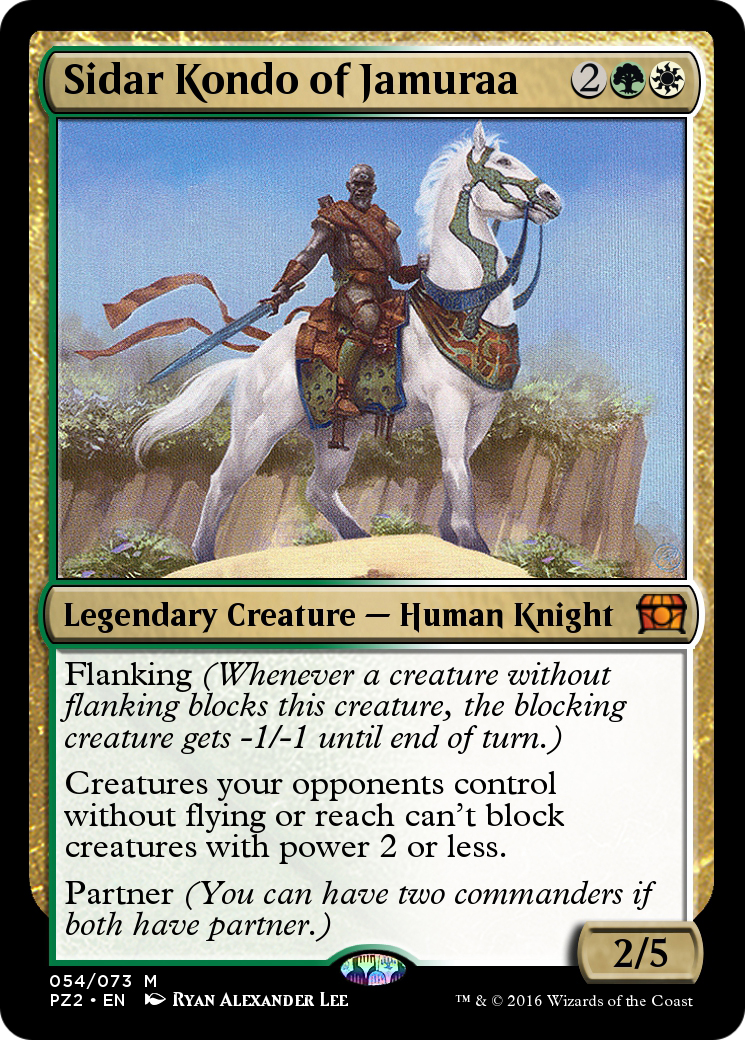 Sidar Kondo of Jamuraa 2
Legendary Creature — Human Knight
Flanking (Whenever a creature without
flanking blocks this creature, the blocking
creature gets -1/-1 until end of turn.)
Creatures your opponents control
without flying or reach can't block
creatures with power 2 or less.
Partner (You can have two commanders if
both have partner.)
2/5
054/073 M
PZ2 • EN Ryan Alexander Lee
™ & © 2016 Wizards of the Coast